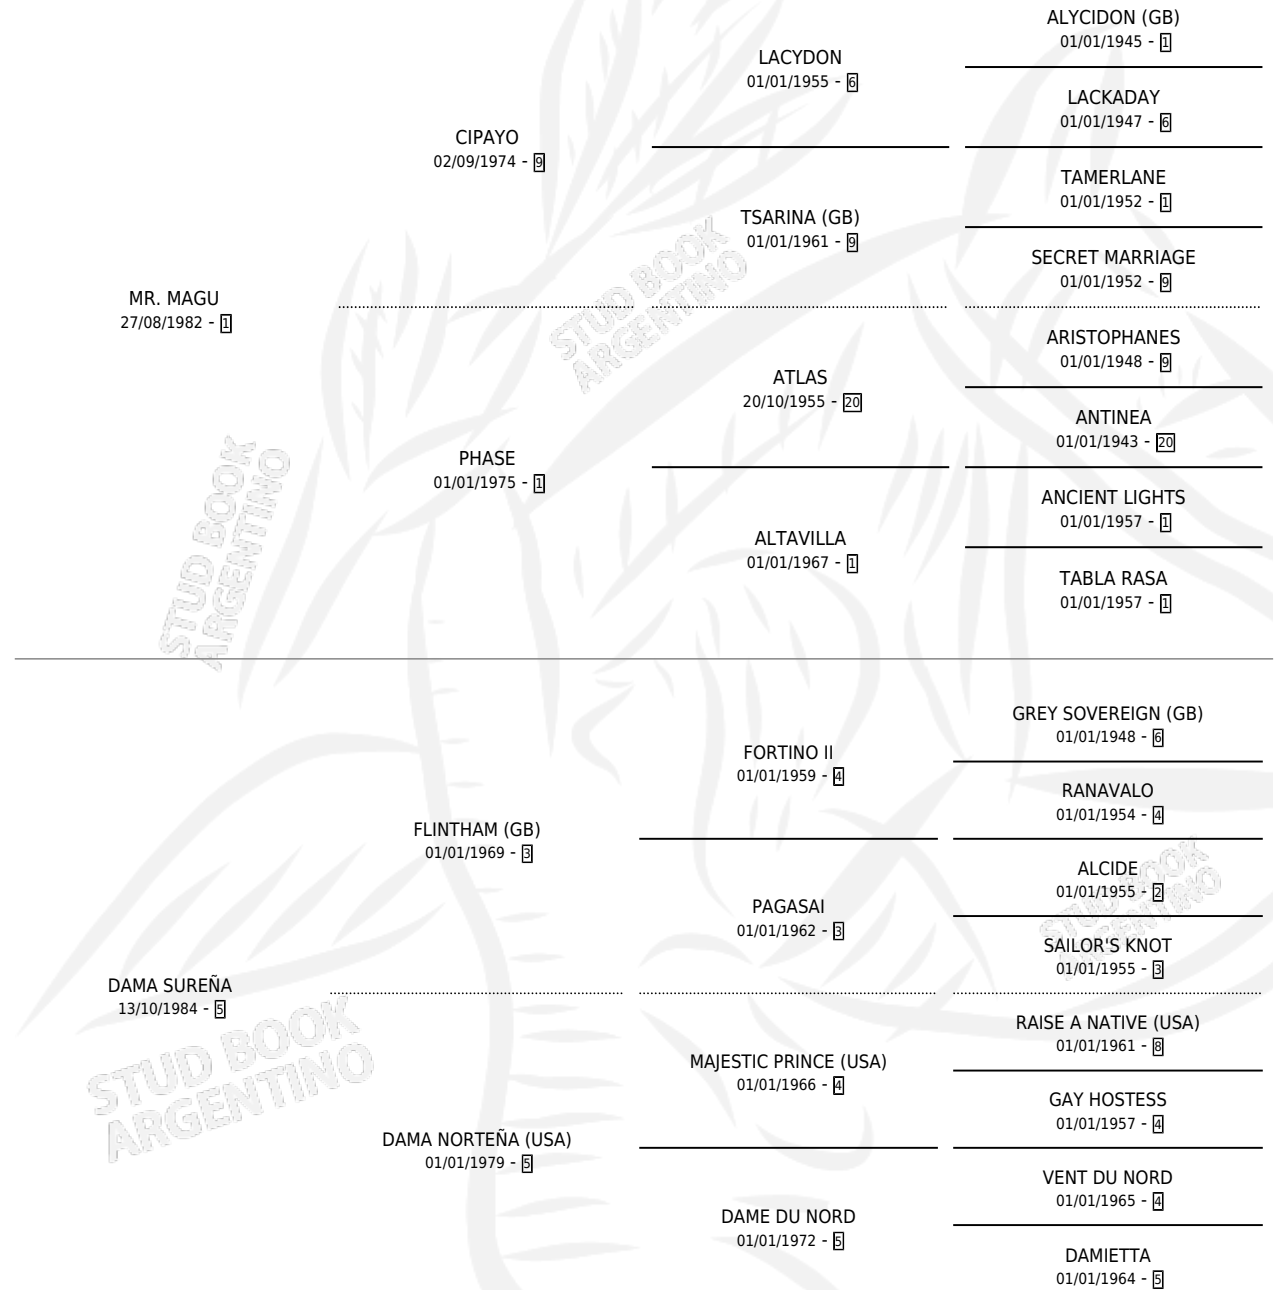 ALYCIDON (GB)
01/01/1945 - 1
LACYDON
01/01/1955 - 6
LACKADAY
01/01/1947 - 6
CIPAYO
02/09/1974 - 9
TAMERLANE
01/01/1952 - 1
TSARINA (GB)
01/01/1961 - 9
SECRET MARRIAGE
01/01/1952 - 9
MR. MAGU
27/08/1982 - 1
STUD BOOK
ARGENTINO
ARISTOPHANES
01/01/1948 - 9
ATLAS
20/10/1955 - 20
ANTINEA
01/01/1943 - 20
PHASE
01/01/1975 - 1
ANCIENT LIGHTS
01/01/1957 - 1
ALTAVILLA
01/01/1967 - 1
TABLA RASA
01/01/1957 - 1
STUD BOOK
ARGENTINO
GREY SOVEREIGN (GB)
01/01/1948 - 6
FORTINO II
01/01/1959 - 4
RANAVALO
01/01/1954 - 4
FLINTHAM (GB)
01/01/1969 - 3
ALCIDE
01/01/1955 - 2
PAGASAI
01/01/1962 - 3
SAILOR'S KNOT
01/01/1955 - 3
STUD BOOK
ARGENTINO
DAMA SUREÑA
13/10/1984 - 5
RAISE A NATIVE (USA)
01/01/1961 - 8
MAJESTIC PRINCE (USA)
01/01/1966 - 4
GAY HOSTESS
01/01/1957 - 4
STUD BOOK
ARGENTINO
DAMA NORTEÑA (USA)
01/01/1979 - 5
VENT DU NORD
01/01/1965 - 4
DAME DU NORD
01/01/1972 - 5
DAMIETTA
01/01/1964 - 5